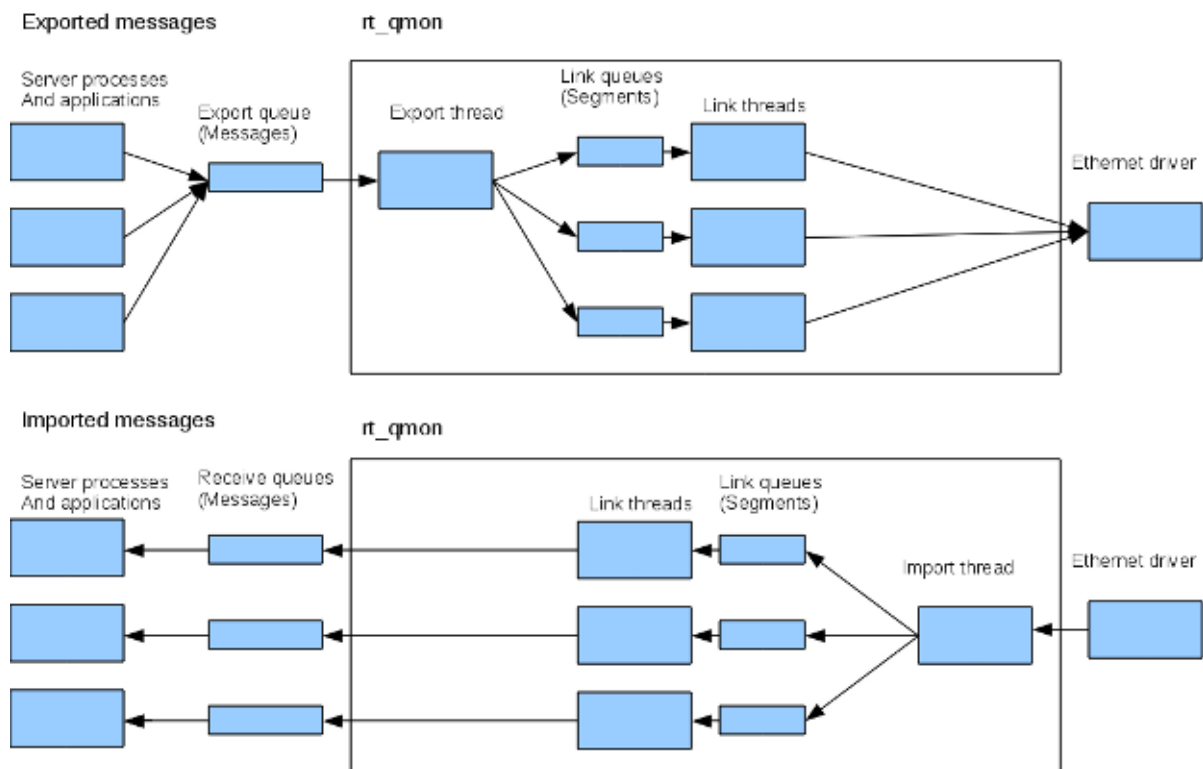 Exported messages
rt_qmon
Server processes
And applications
Export queue
(Messages)
Export thread
Link queues
(Segments)
Link threads
Ethernet driver
Imported messages
rt_qmon
Server processes
And applications
Receive queues
(Messages)
Link threads
Link queues
(Segments)
Import thread
Ethernet driver